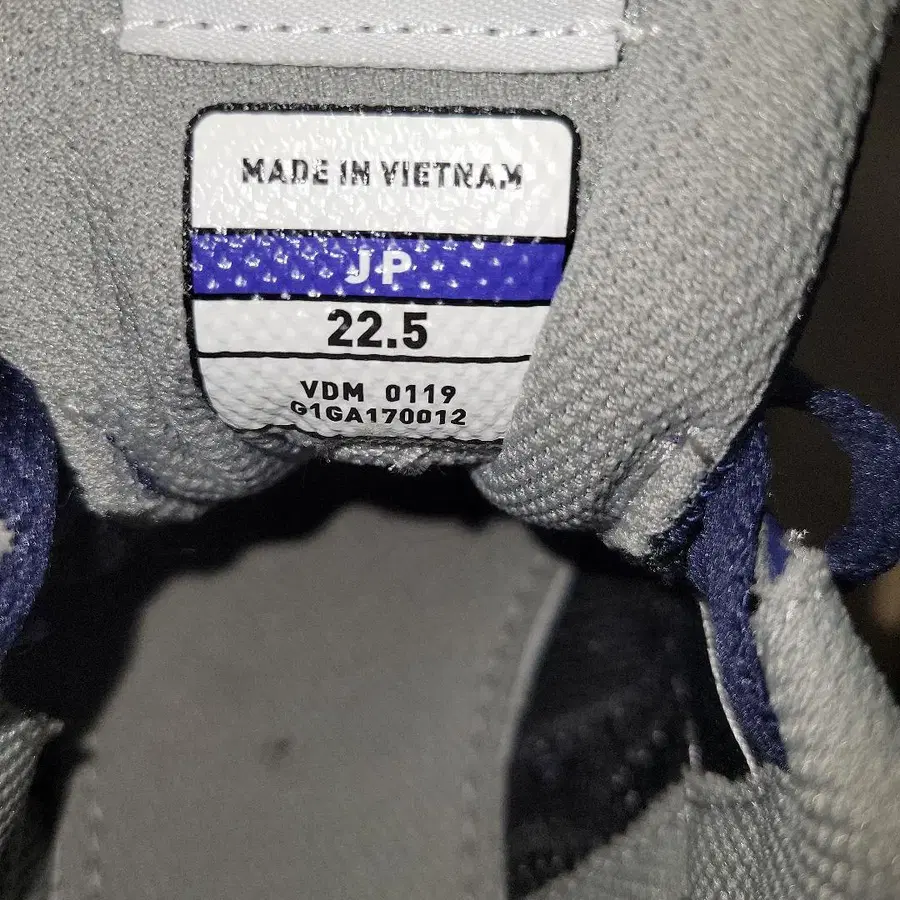 MADE IN VIETNAM
JP
22.5
VDM 0119
G1GA170012